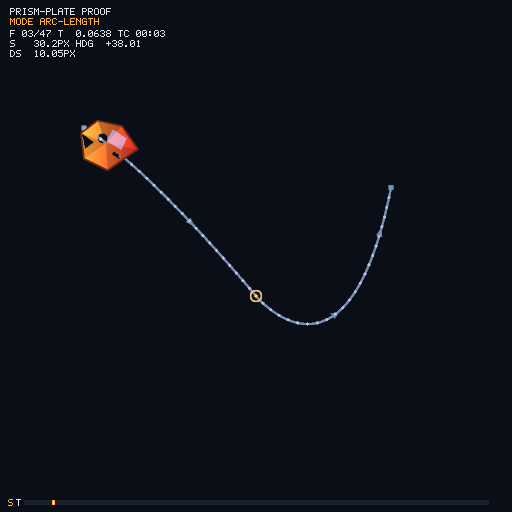 PRISM-PLATE PROOF
MODE ARC-LENGTH
F 03/47 T 0.0638 TC 00:03
S 30.2PX HDG +38.01
DS 10.05PX
ST